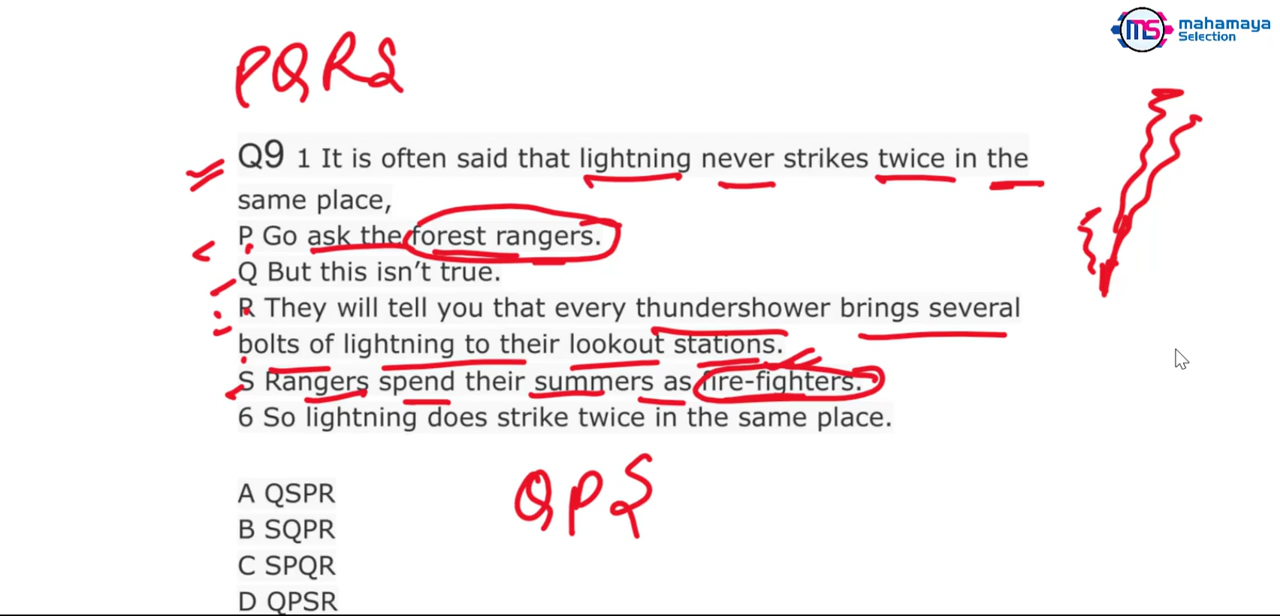 mahamaya
MS Selection
PQRS
Q9 1 It is often said that lightning never strikes twice in the
same place,
P. Go ask the forest rangers.
Q But this isn't true.
R They will tell you that every thundershower brings several
bolts of lightning to their lookout stations.
S Rangers spend their summers as fire-fighters.
6 So lightning does strike twice in the same place.
QPS
A QSPR
B SQPR
C SPQR
D QPSR